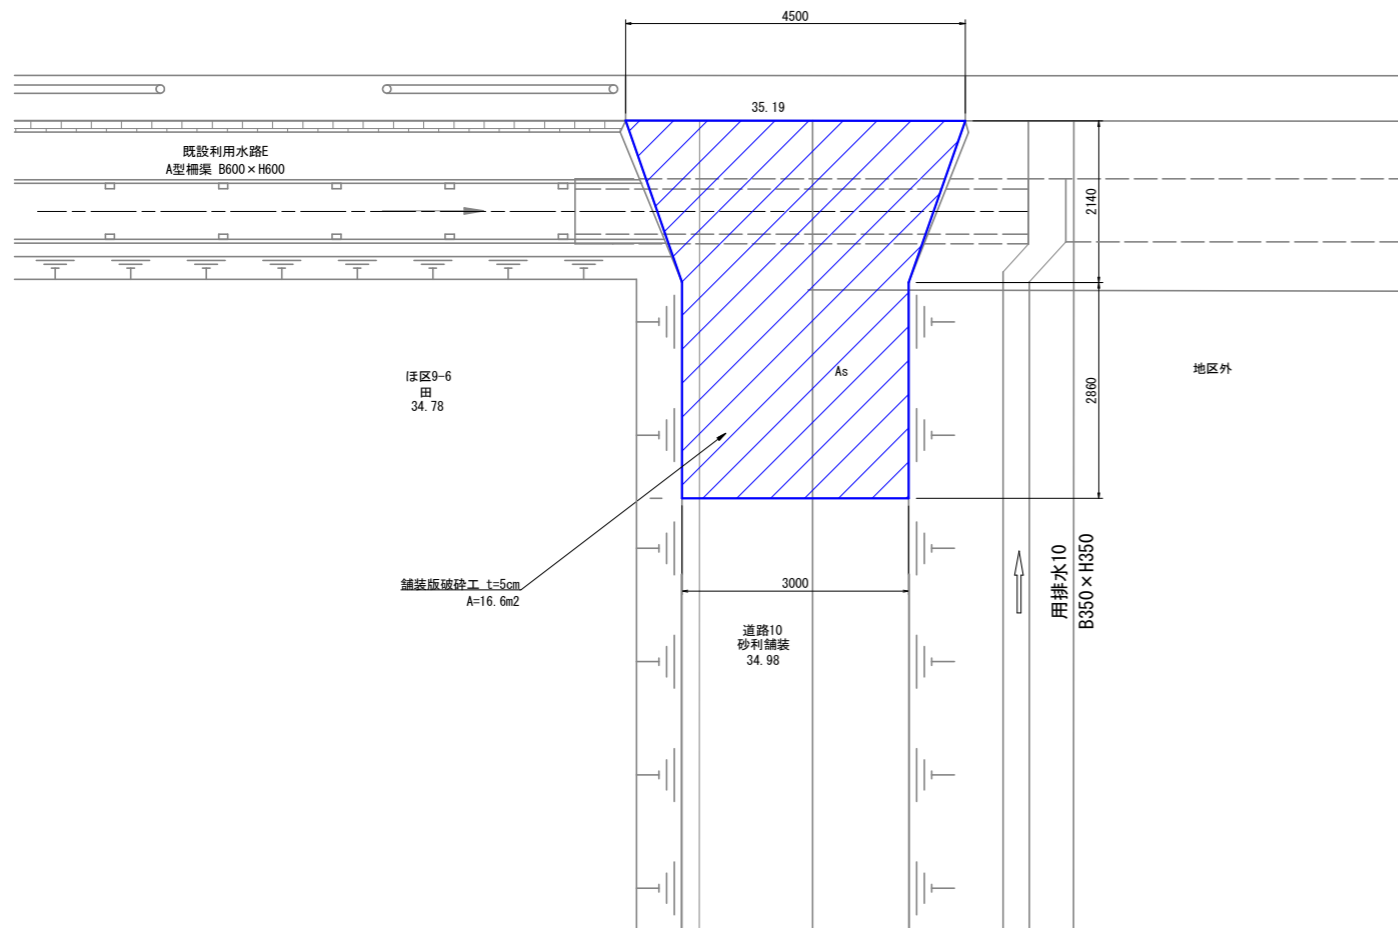 4500
35.19
既設利用水路E
A型柵渠 B600×H600
2140
ほ区9-6
田
34.78
As
地区外
2860
舗装版破砕工 t=5cm
A=16.6m2
3000
用排水10
B350×H350
道路10
砂利舗装
34.98